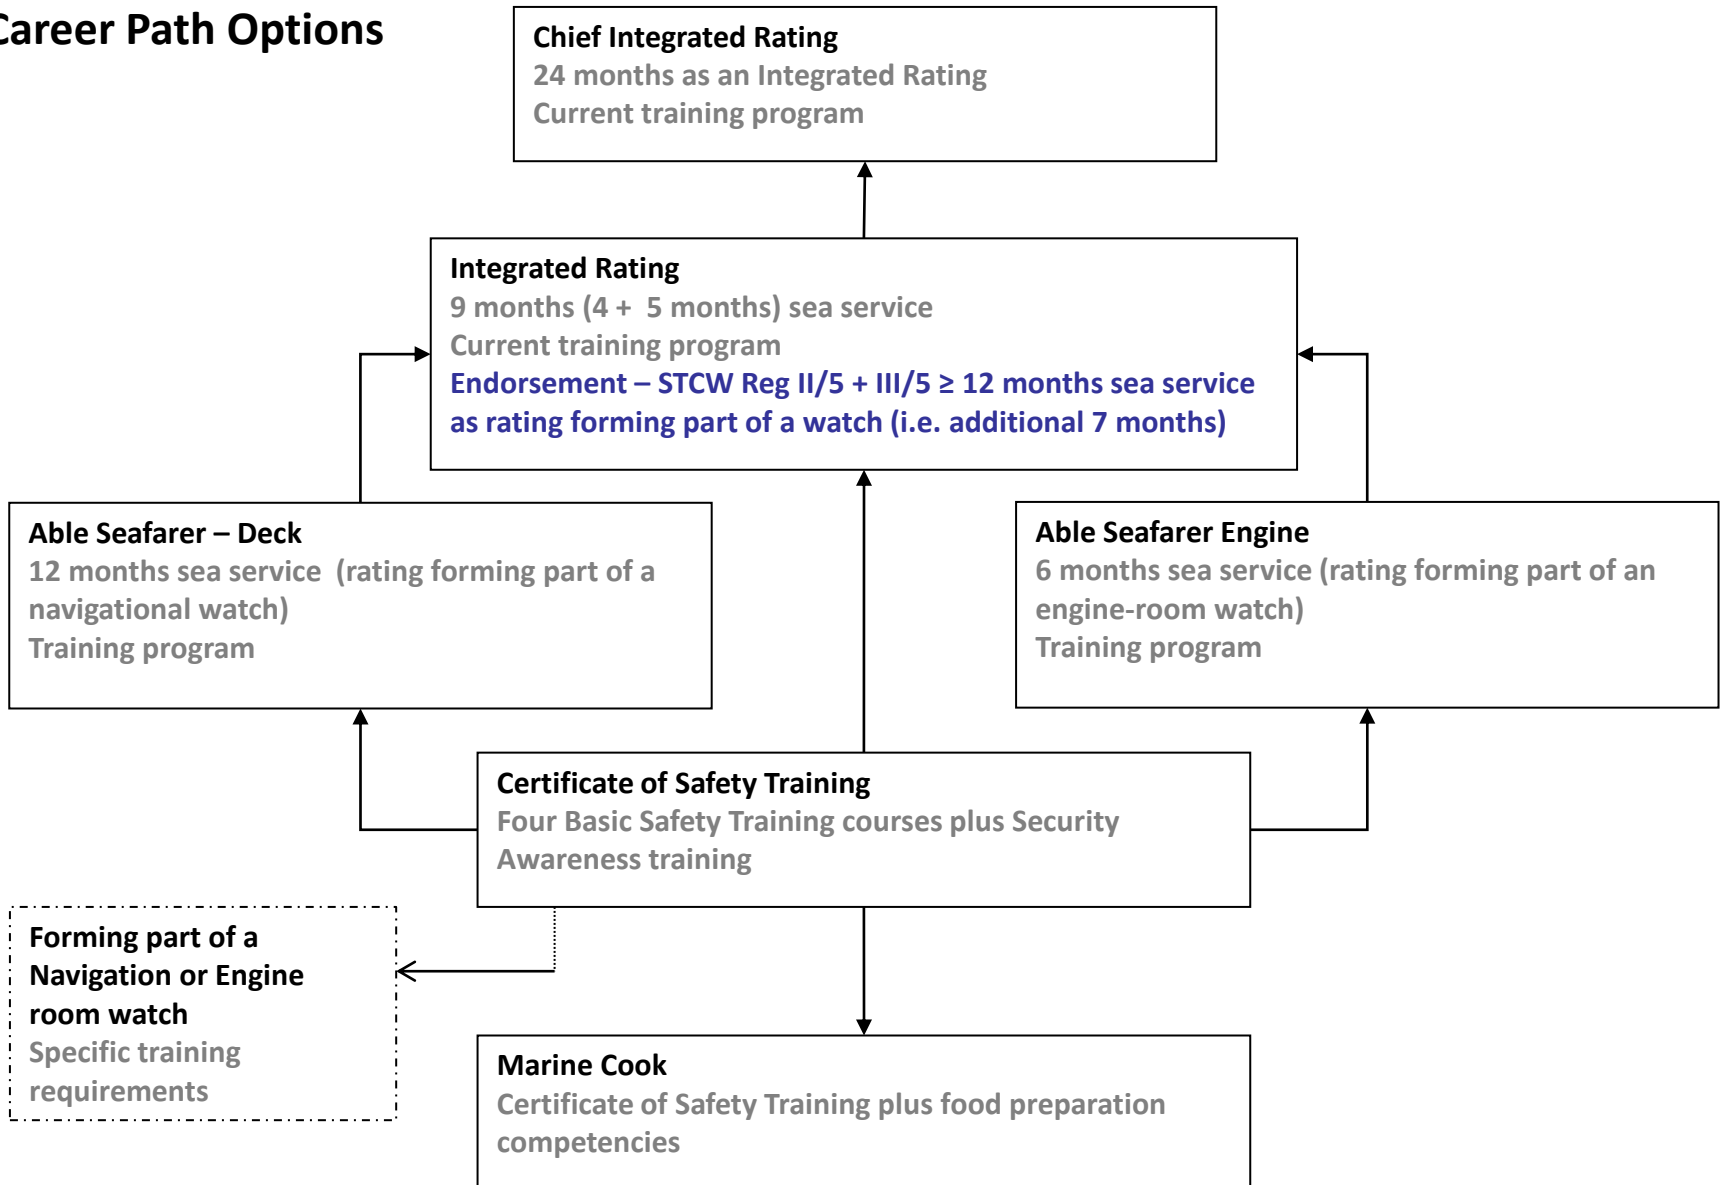 Career Path Options
Chief Integrated Rating
24 months as an Integrated Rating
Current training program
Integrated Rating
9 months (4 +  5 months) sea service
Current training program
Endorsement – STCW Reg II/5 + III/5 ≥ 12 months sea service
as rating forming part of a watch (i.e. additional 7 months)
Able Seafarer – Deck
12 months sea service  (rating forming part of a
navigational watch)
Training program
Able Seafarer Engine
6 months sea service (rating forming part of an
engine-room watch)
Training program
Certificate of Safety Training
Four Basic Safety Training courses plus Security
Awareness training
Forming part of a
Navigation or Engine
room watch
Specific training
requirements
Marine Cook
Certificate of Safety Training plus food preparation
competencies